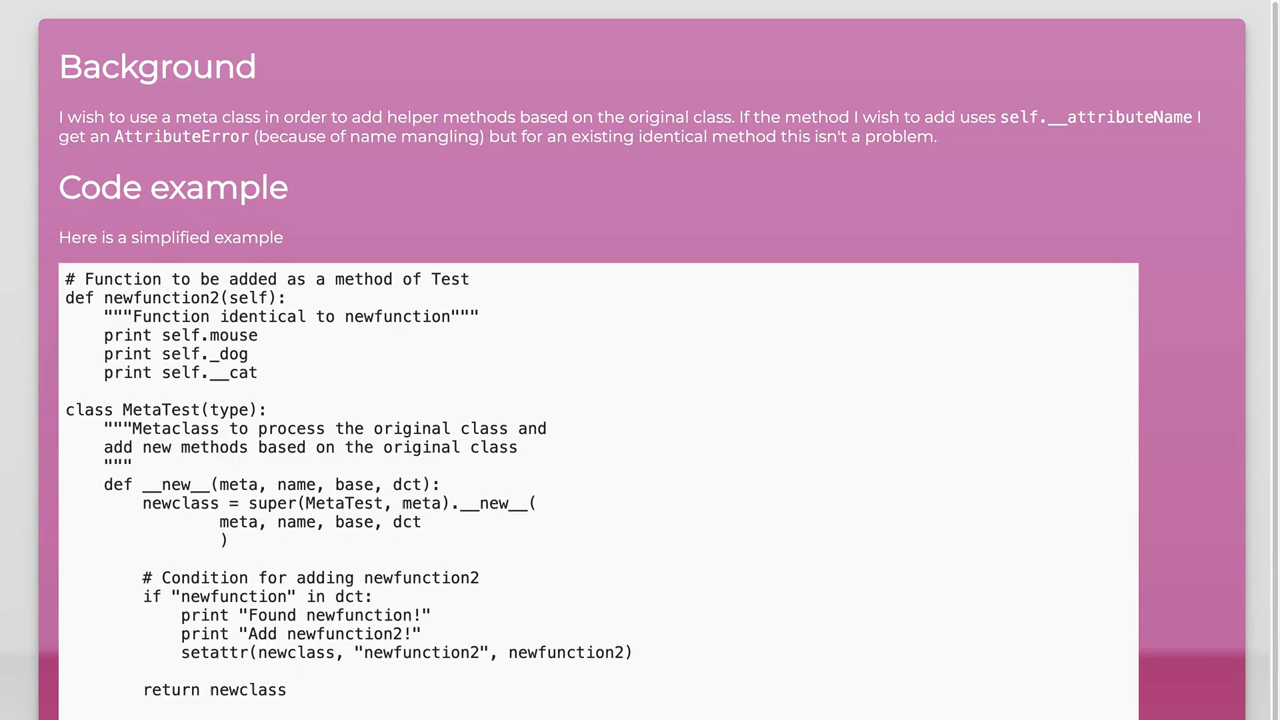 Background
I wish to use a meta class in order to add helper methods based on the original class. If the method I wish to add uses self.__attributeName I
get an AttributeError (because of name mangling) but for an existing identical method this isn't a problem.
Code example
Here is a simplified example
# Function to be added as a method of Test
def newfunction2(self):
    """Function identical to newfunction"""
    print self.mouse
    print self._dog
    print self.__cat
class MetaTest(type):
    """Metaclass to process the original class and
    add new methods based on the original class
    """
    def __new__(meta, name, base, dct):
        newclass = super(MetaTest, meta).__new__(
                meta, name, base, dct
                )
        # Condition for adding newfunction2
        if "newfunction" in dct:
            print "Found newfunction!"
            print "Add newfunction2!"
            setattr(newclass, "newfunction2", newfunction2)
        return newclass